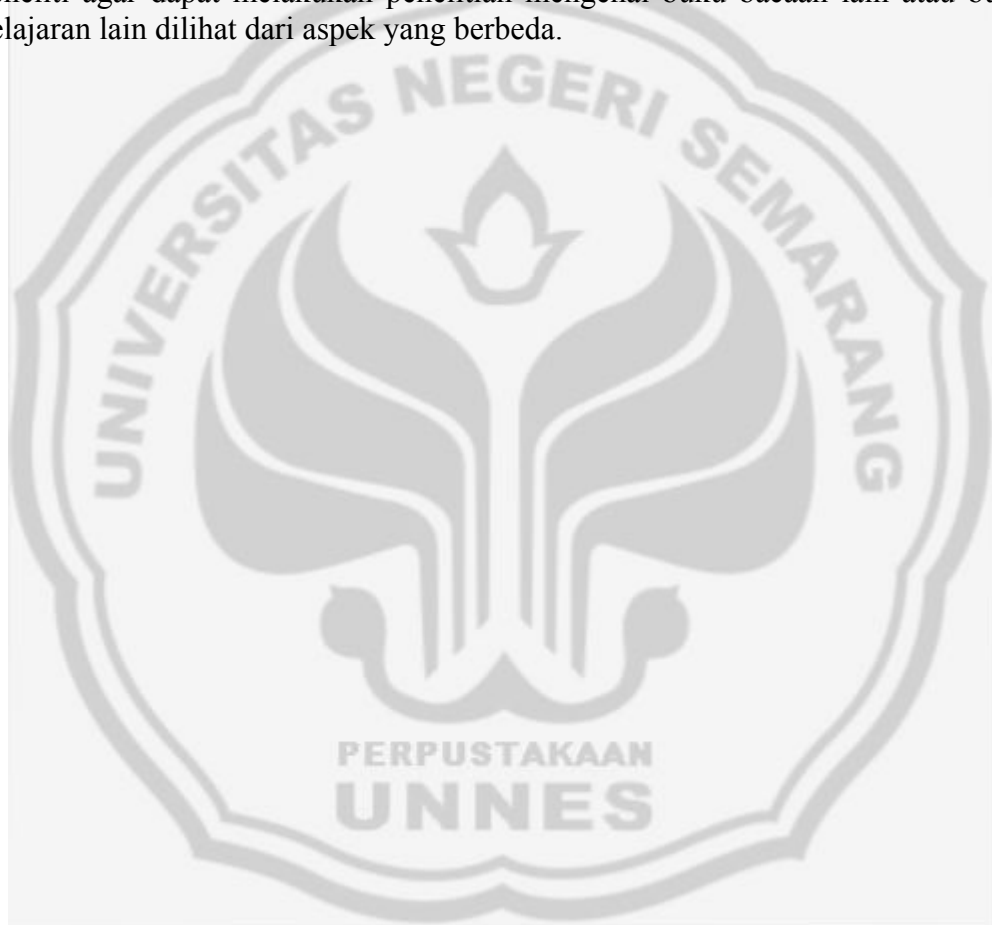 agar dapat melakukan penelitian mengenai buku bacaan lain atau
lain dilihat dari aspek yang berbeda.
UNIVERSITAS NEGERI SEMARANG
PERPUSTAKAAN
UNNES